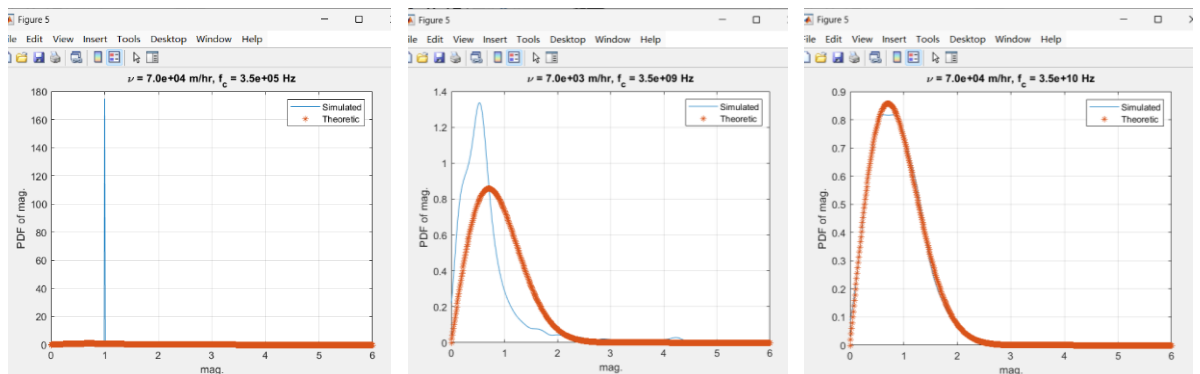 Figure 5
File Edit View Insert Tools Desktop Window Help
ν = 7.0e+04 m/hr, f_c = 3.5e+05 Hz
180
160
140
120
100
80
60
40
20
0
PDF of mag.
Simulated
Theoretic
0 1 2 3 4 5 6
mag.
Figure 5
File Edit View Insert Tools Desktop Window Help
ν = 7.0e+03 m/hr, f_c = 3.5e+09 Hz
1.4
1.2
1
0.8
0.6
0.4
0.2
0
PDF of mag.
Simulated
Theoretic
0 1 2 3 4 5 6
mag.
Figure 5
File Edit View Insert Tools Desktop Window Help
ν = 7.0e+04 m/hr, f_c = 3.5e+10 Hz
0.9
0.8
0.7
0.6
0.5
0.4
0.3
0.2
0.1
0
PDF of mag.
Simulated
Theoretic
0 1 2 3 4 5 6
mag.